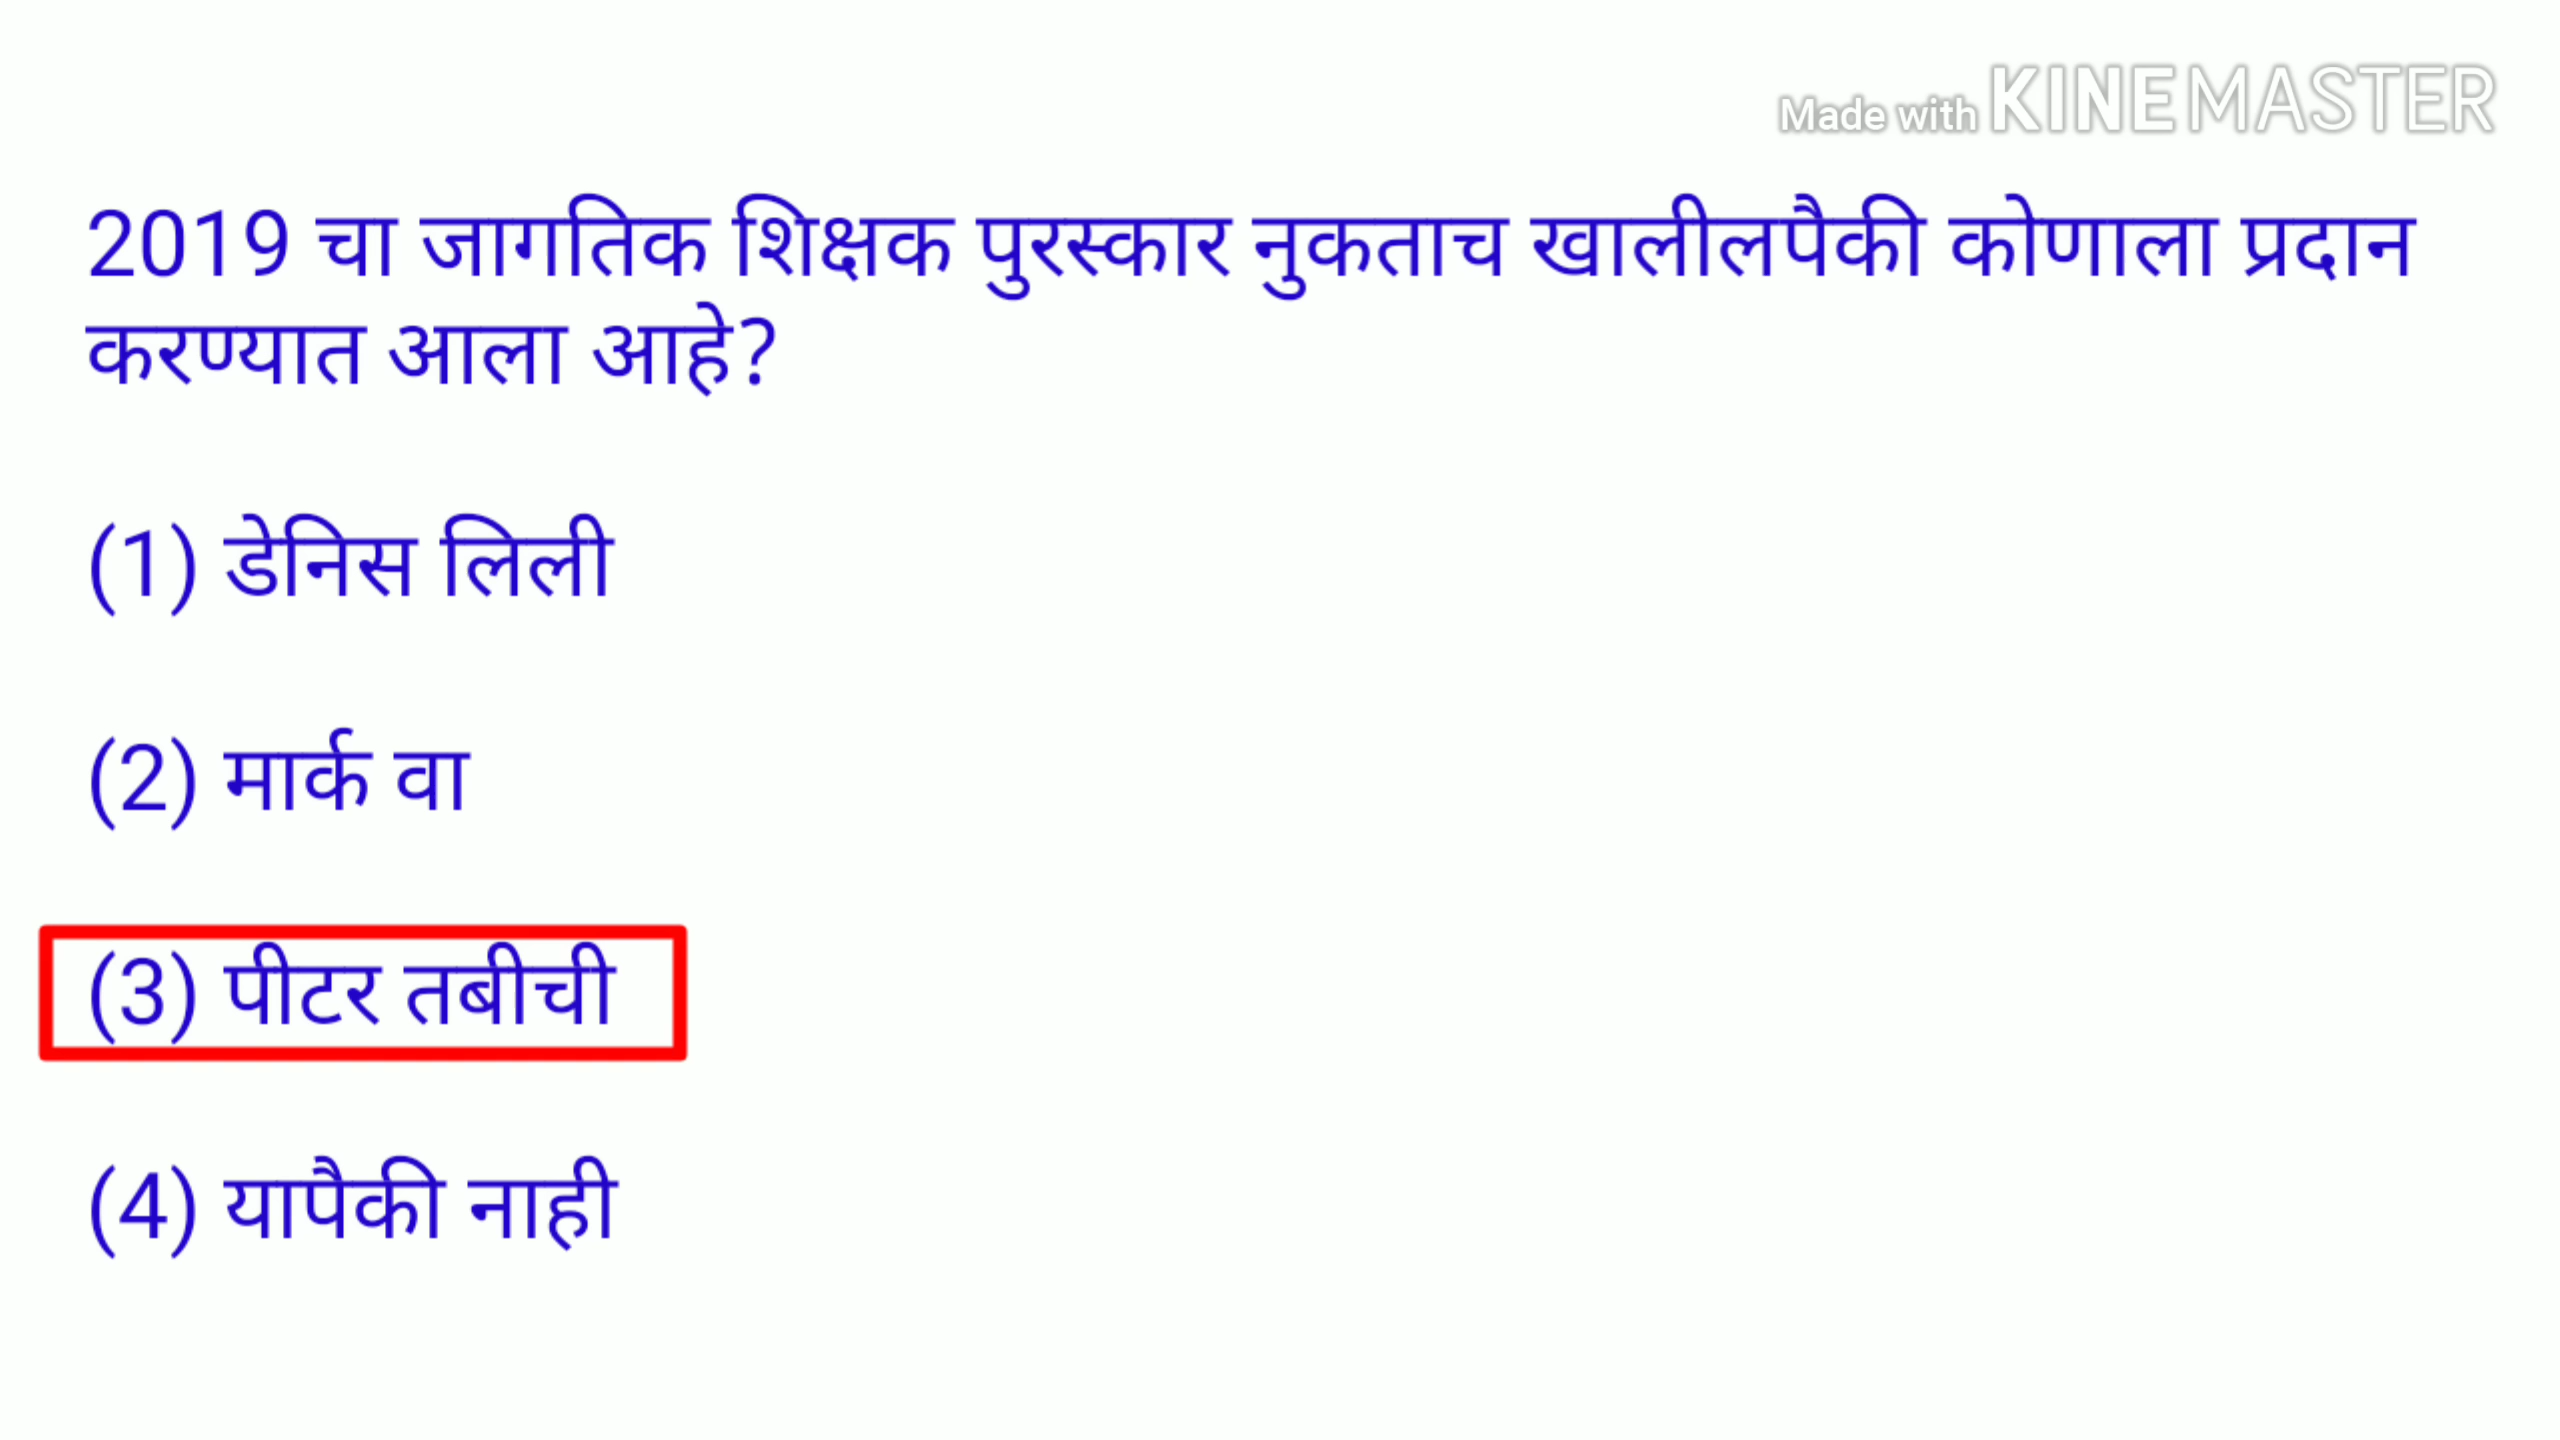 Made with KINEMASTER
2019 चा जागतिक शिक्षक पुरस्कार नुकताच खालीलपैकी कोणाला प्रदान
करण्यात आला आहे?
(1) डेनिस लिली
(2) मार्क वा
(3) पीटर तबीची
(4) यापैकी नाही